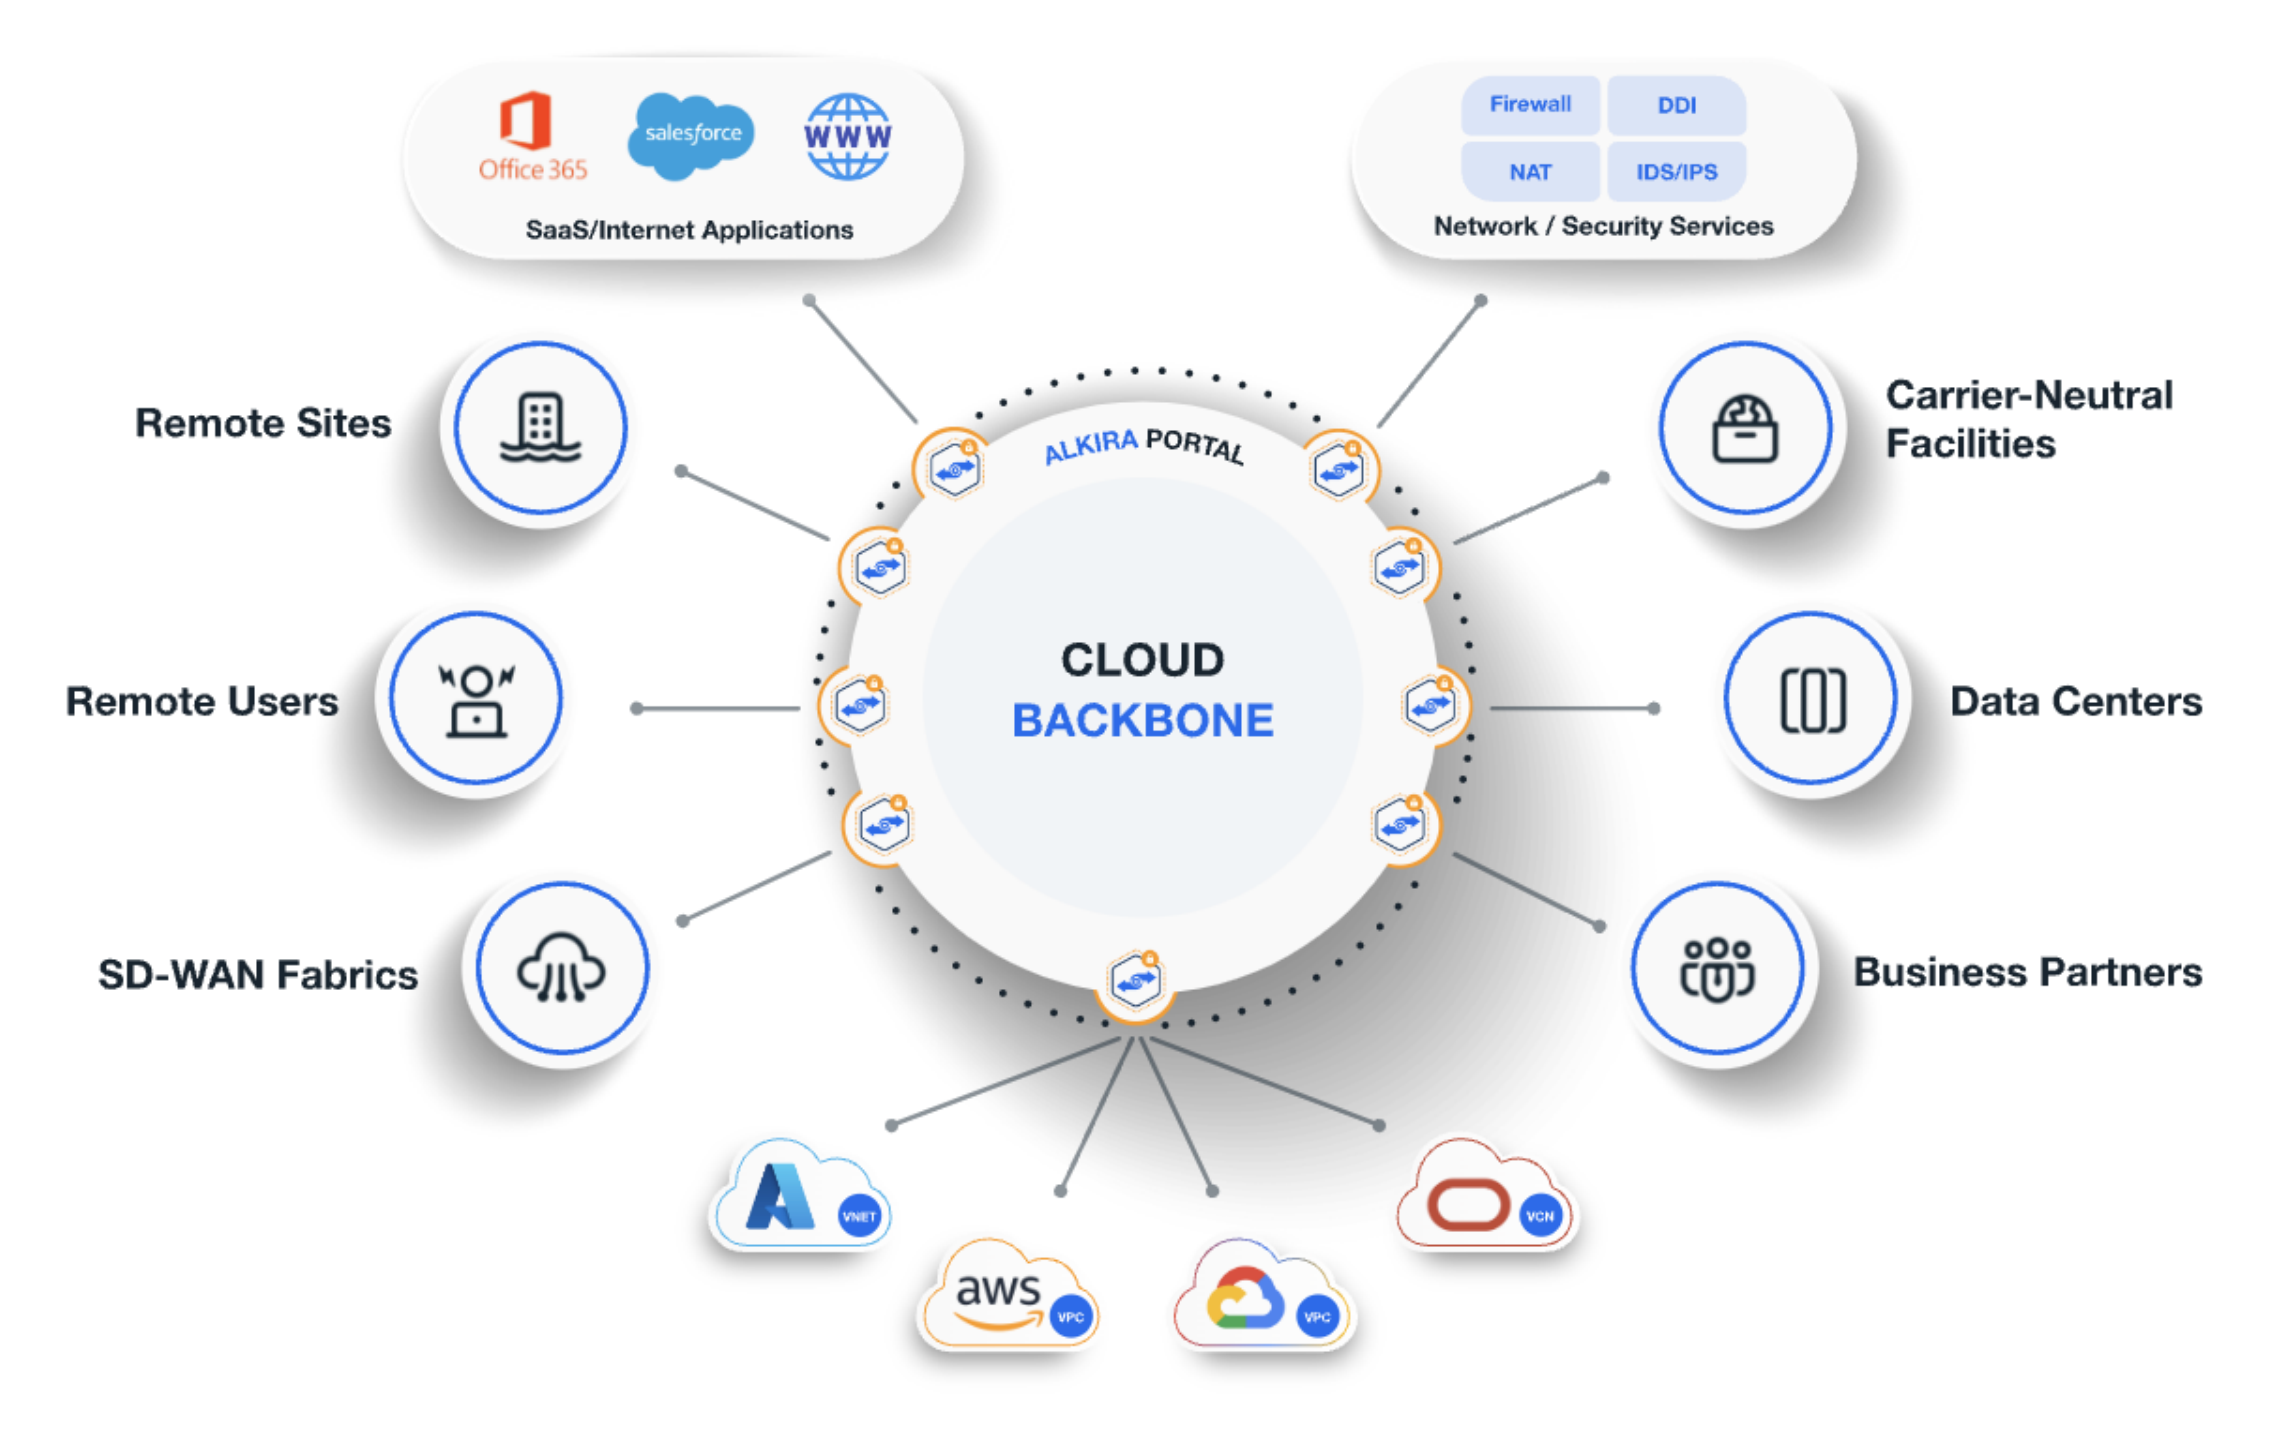 Office 365
salesforce
WWW
SaaS/Internet Applications
Firewall
DDI
NAT
IDS/IPS
Network / Security Services
Remote Sites
Carrier-Neutral
Facilities
ALKIRA PORTAL
CLOUD
BACKBONE
Remote Users
Data Centers
SD-WAN Fabrics
Business Partners
VNET
VCN
aws
VPC
VPC